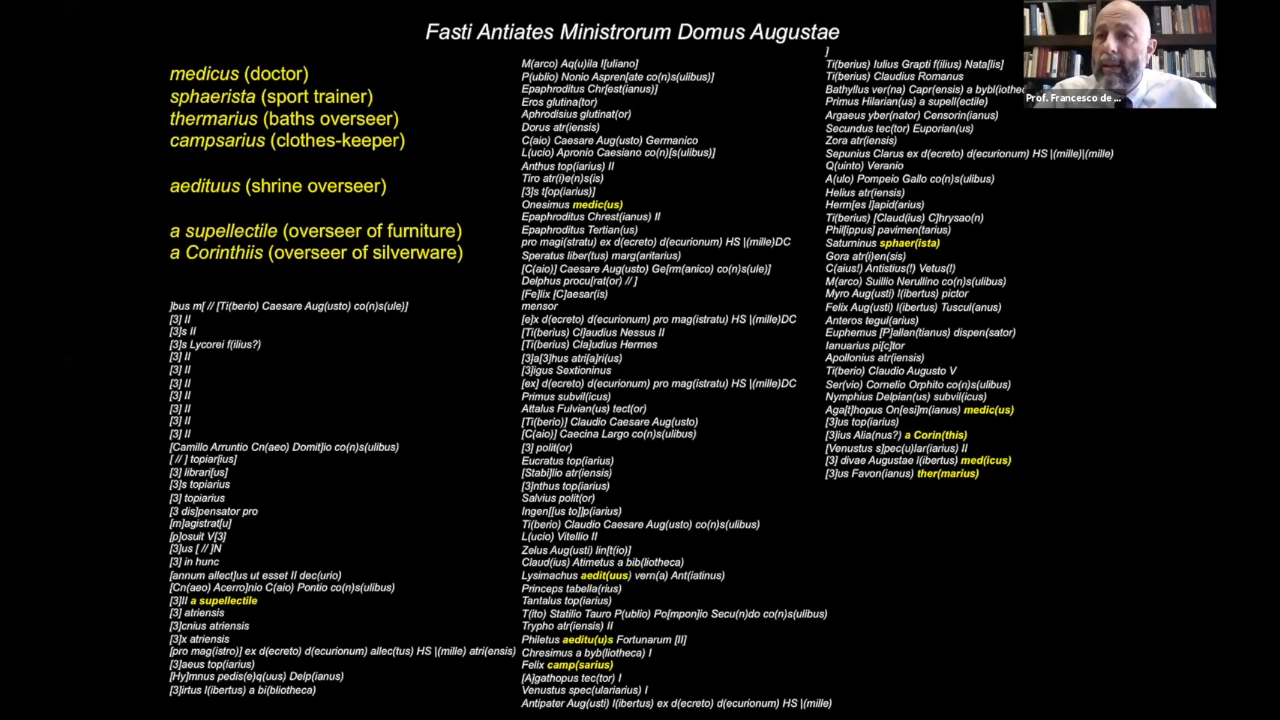 Fasti Antiates Ministrorum Domus Augustae
medicus (doctor)
sphaerista (sport trainer)
thermarius (baths overseer)
campsarius (clothes-keeper)
aedituus (shrine overseer)
a supellectile (overseer of furniture)
a Corinthiis (overseer of silverware)
]bus m[ // [Ti(berio) Caesare Aug(usto) co(n)s(ule)]
[3] II
[3]s II
[3]s Lycorei f(ilius?)
[3] II
[3] II
[3] II
[3] II
[3] II
[3] II
[3] II
[Camillo Arruntio Cn(aeo) Domit]io co(n)s(ulibus)
[ // ] topiar[ius]
[3] librari[us]
[3]s topiarius
[3] topiarius
[3 dis]pensator pro
[m]agistrat[u]
[p]osuit V[3]
[3]us [ // ]N
[3] in hunc
[annum allect]us ut esset II dec(urio)
[Cn(aeo) Acerro]nio C(aio) Pontio co(n)s(ulibus)
[3]II a supellectile
[3] atriensis
[3]cnius atriensis
[3]x atriensis
[pro mag(istro)] ex d(ecreto) d(ecurionum) allec(tus) HS |(mille) atri(ensis)
[3]aeus top(iarius)
[Hy]mnus pedis(e)q(uus) Delp(ianus)
[3]irtus l(ibertus) a bi(bliotheca)
M(arco) Aq(u)ila I[uliano]
P(ublio) Nonio Aspren[ate co(n)s(ulibus)]
Epaphroditus Chr[est(ianus)]
Eros glutina(tor)
Aphrodisius glutinat(or)
Dorus atr(iensis)
C(aio) Caesare Aug(usto) Germanico
L(ucio) Apronio Caesiano co(n)[s(ulibus)]
Anthus top(iarius) II
Tiro atr(i)e(n)s(is)
[3]s t[op(iarius)]
Onesimus medic(us)
Epaphroditus Chrest(ianus) II
Epaphroditus Tertian(us)
pro magi(stratu) ex d(ecreto) d(ecurionum) HS |(mille)DC
Speratus liber(tus) marg(aritarius)
[C(aio)] Caesare Aug(usto) Ge[rm(anico) co(n)s(ule)]
Delphus procu[rat(or) // ]
[Fe]lix [C]aesar(is)
mensor
[e]x d(ecreto) d(ecurionum) pro mag(istratu) HS |(mille)DC
[Tiberius) Cl]audius Nessus II
[Ti(berius) Cla]udius Hermes
[3]a[3]hus atri[a]ri(us)
[3]igus Sextioninus
[ex] d(ecreto) d(ecurionum) pro mag(istratu) HS |(mille)DC
Primus subvil(icus)
Attalus Fulvian(us) tect(or)
[Ti(berio)] Claudio Caesare Aug(usto)
[C(aio)] Caecina Largo co(n)s(ulibus)
[3] polit(or)
Eucratus top(iarius)
[Stabi]lio atr(iensis)
[3]nthus top(iarius)
Salvius polit(or)
Ingen[[us to]]p(iarius)
Ti(berio) Claudio Caesare Aug(usto) co(n)s(ulibus)
L(ucio) Vitellio II
Zelus Aug(usti) lin[t(io)]
Claud(ius) Atimetus a bib(liotheca)
Lysimachus aedit(uus) vern(a) Ant(iatinus)
Princeps tabella(rius)
Tantalus top(iarius)
T(ito) Statilio Tauro P(ublio) Po[mpon]io Secu(n)do co(n)s(ulibus)
Trypho atr(iensis) II
Philetus aeditu(u)s Fortunarum [II]
Chresimus a byb(liotheca) I
Felix camp(sarius)
[A]gathopus tec(tor) I
Venustus spec(ulariarius) I
Antipater Aug(usti) l(ibertus) ex d(ecreto) d(ecurionum) HS |(mille)
]
Ti(berius) Iulius Grapti f(ilius) Nata[lis]
Ti(berius) Claudius Romanus
Bathyllus ver(na) Capr(ensis) a bybl(iothec
Primus Hilarian(us) a supell(ectile)
Argaeus yber(nator) Censorin(ianus)
Secundus tec(tor) Euporian(us)
Zora atr(iensis)
Sepunius Clarus ex d(ecreto) d(ecurionum) HS |(mille)|(mille)
Q(uinto) Veranio
A(ulo) Pompeio Gallo co(n)s(ulibus)
Helius atr(iensis)
Herm[es l]apid(arius)
Ti(berius) [Claud(ius) C]hrysao(n)
Phil[ippus] pavimen(tarius)
Saturninus sphaer(ista)
Gora atr(i)en(sis)
C(aius!) Antistius(!) Vetus(!)
M(arco) Suillio Nerullino co(n)s(ulibus)
Myro Aug(usti) l(ibertus) pictor
Felix Aug(usti) l(ibertus) Tuscul(anus)
Anteros tegul(arius)
Euphemus [P]allan(tianus) dispen(sator)
Ianuarius pi[c]tor
Apollonius atr(iensis)
Ti(berio) Claudio Augusto V
Ser(vio) Cornelio Orphito co(n)s(ulibus)
Nymphius Delpian(us) subvil(icus)
Aga[t]hopus On[esi]m(ianus) medic(us)
[3]us top(iarius)
[3]ius Alia(nus?) a Corin(this)
[Venustus s]pec(u)lar(iarius) II
[3] divae Augustae l(ibertus) med(icus)
[3]us Favon(ianus) ther(marius)
Prof. Francesco de ...